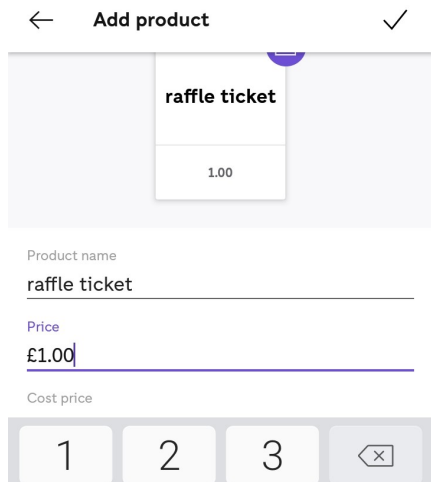 Add product
raffle ticket
1.00
Product name
raffle ticket
Price
£1.00
Cost price
1 2 3